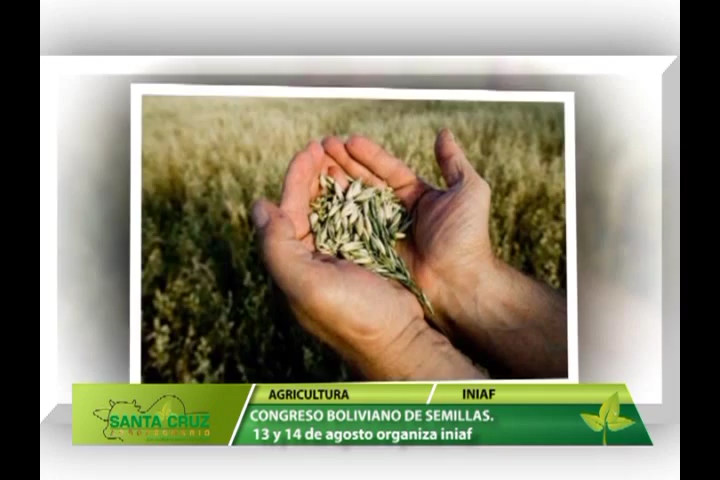 AGRICULTURA INIAF
SANTA CRUZ
CONGRESO BOLIVIANO DE SEMILLAS.
13 y 14 de agosto organiza iniaf